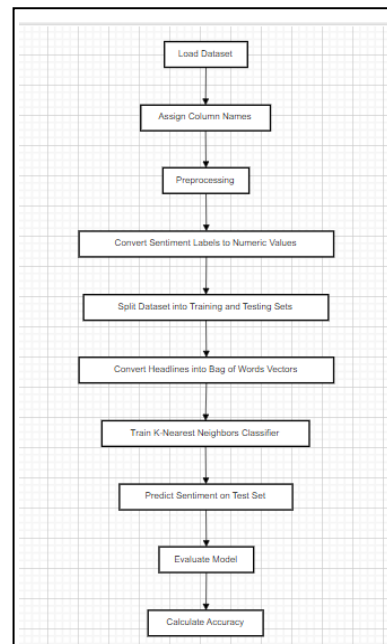 Load Dataset
Assign Column Names
Preprocessing
Convert Sentiment Labels to Numeric Values
Split Dataset into Training and Testing Sets
Convert Headlines into Bag of Words Vectors
Train K-Nearest Neighbors Classifier
Predict Sentiment on Test Set
Evaluate Model
Calculate Accuracy